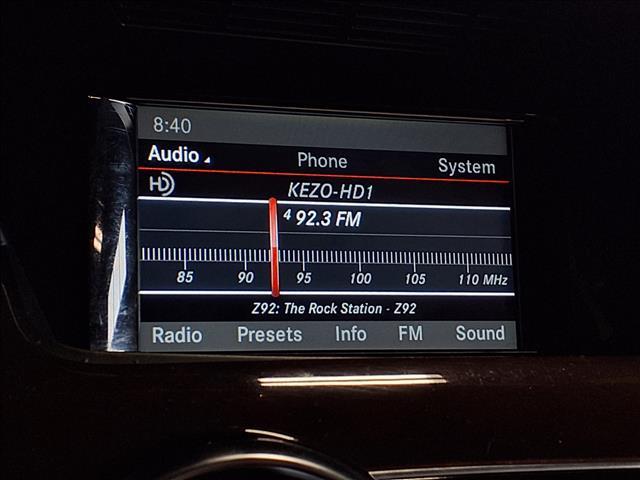 8:40
Audio Phone System
HD KEZO-HD1
4 92.3 FM
85 90 95 100 105 110 MHz
Z92: The Rock Station - Z92
Radio Presets Info FM Sound